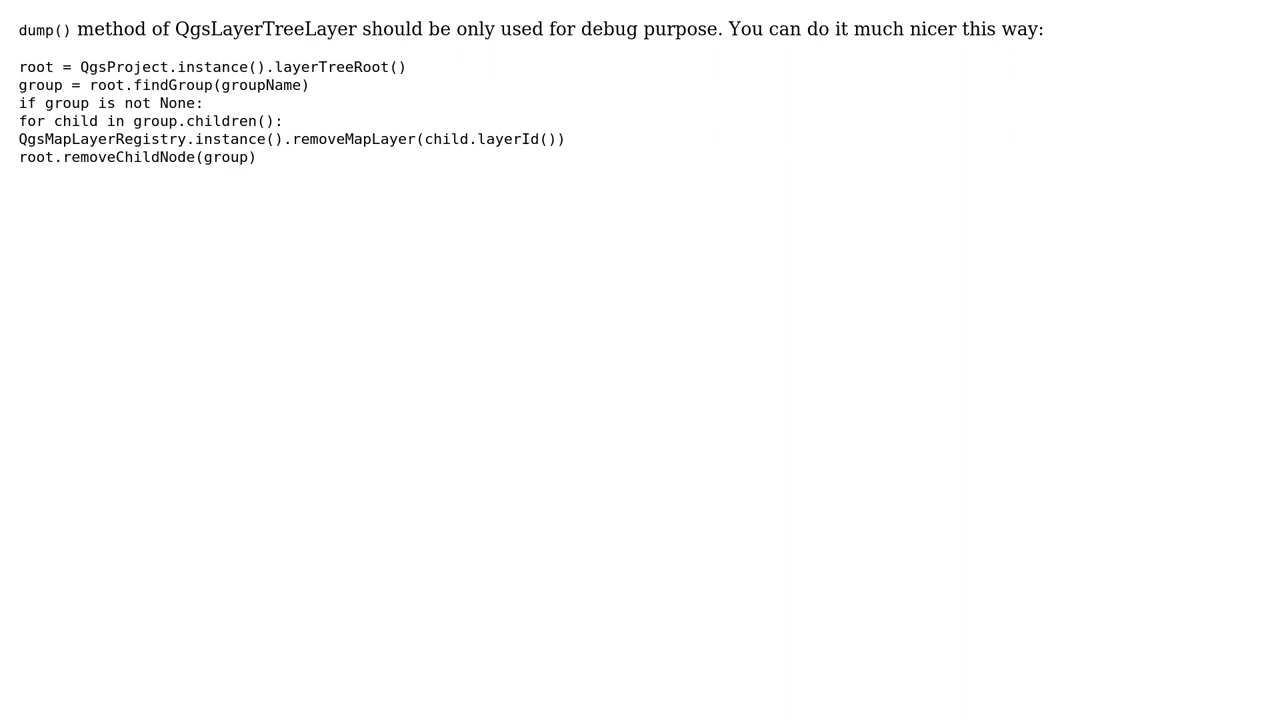 dump() method of QgsLayerTreeLayer should be only used for debug purpose. You can do it much nicer this way:
root = QgsProject.instance().layerTreeRoot()
group = root.findGroup(groupName)
if group is not None:
for child in group.children():
QgsMapLayerRegistry.instance().removeMapLayer(child.layerId())
root.removeChildNode(group)